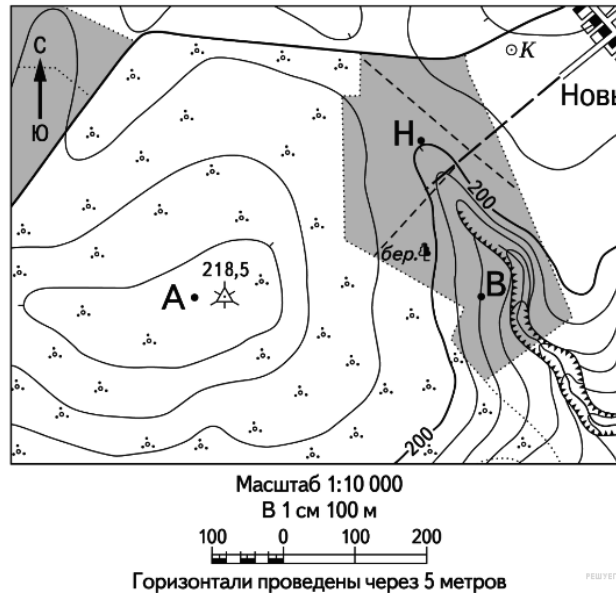 С
Ю
К
Новы
Н
200
бер.
218,5
А
В
200
Масштаб 1:10 000
В 1 см 100 м
100 0 100 200
Горизонтали проведены через 5 метров